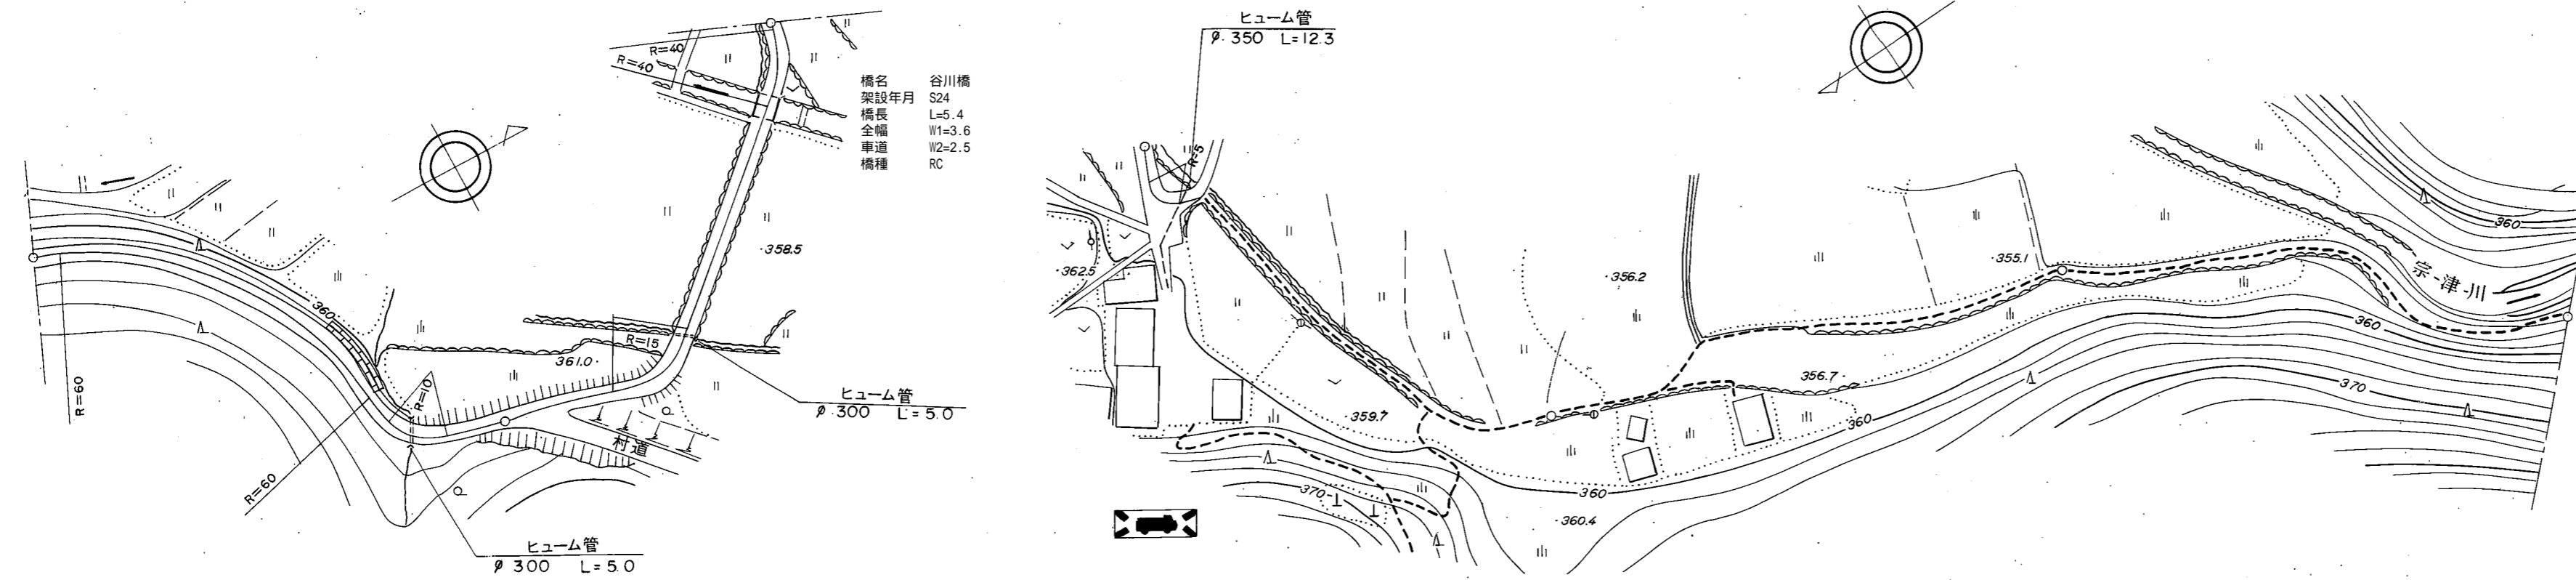 R=40
R=40
橋名 谷川橋
架設年月 S24
橋長 L=5.4
全幅 W1=3.6
車道 W2=2.5
橋種 RC
358.5
360
R=60
361.0
R=15
R=10
R=60
村道
ヒューム管
φ 300 L=5.0
ヒューム管
φ 300 L=5.0
ヒューム管
φ 350 L=12.3
R=5
362.5
359.7
356.2
355.1
356.7
宗津川
360
360
370
360
360
370
360.4